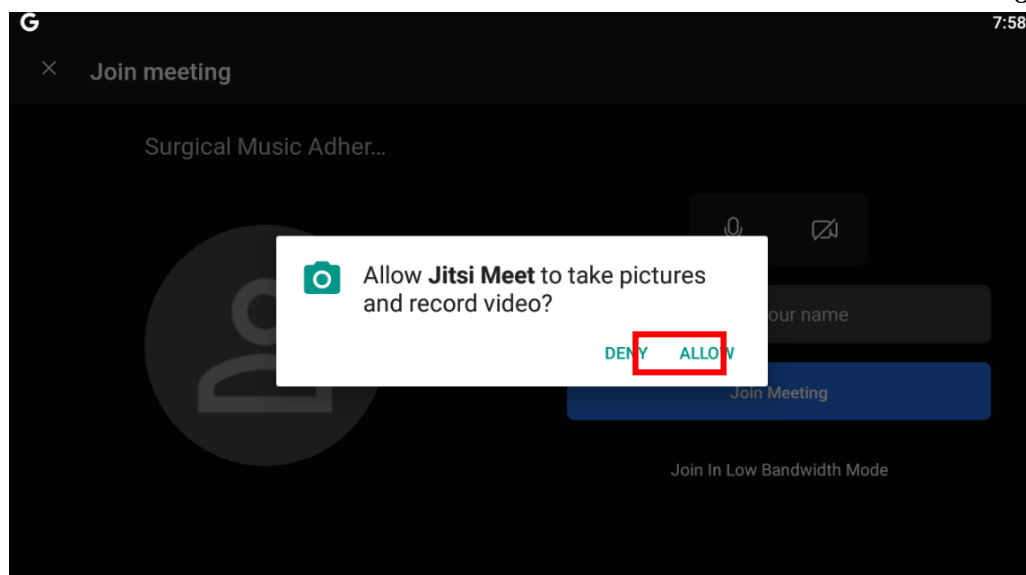 G
7:58
Join meeting
Surgical Music Adher...
Allow Jitsi Meet to take pictures
and record video?
our name
DENY ALLOW
Join Meeting
Join In Low Bandwidth Mode